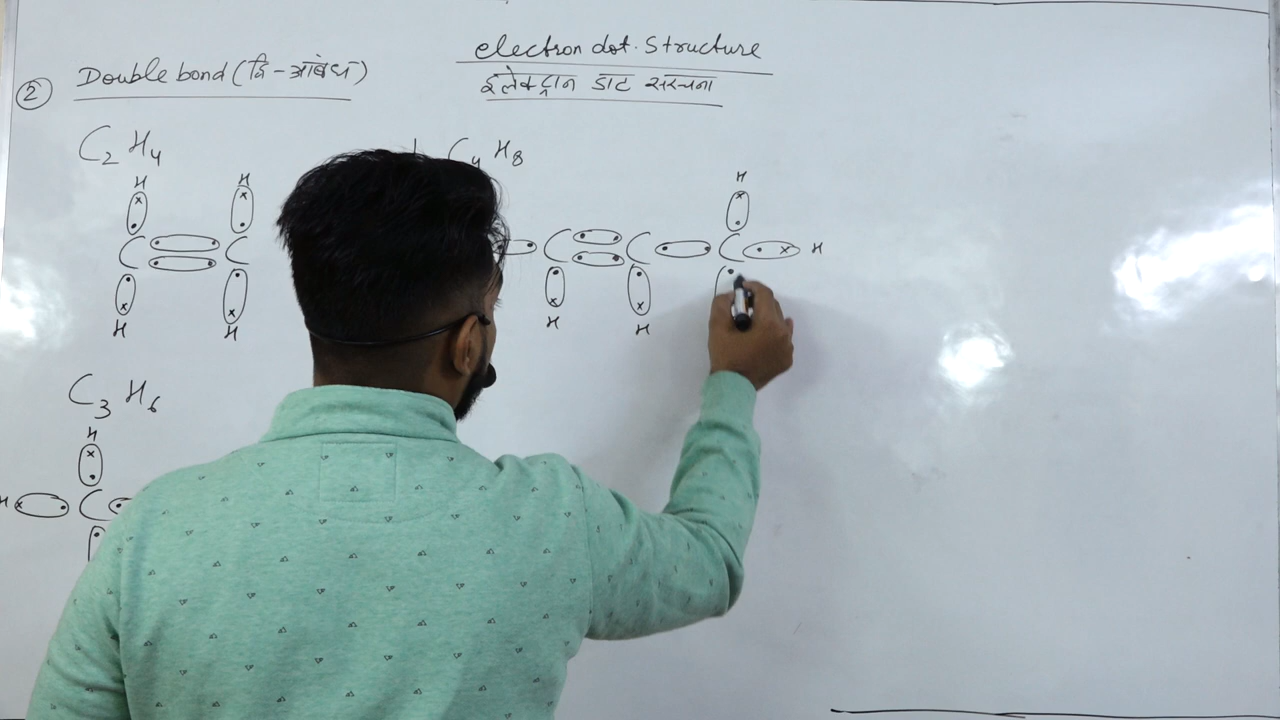 electron dot. Structure
② Double bond (द्वि-आबंध)
इलेक्ट्रान डाट संरचना
C₂ H₄ C₄ H₈
H H H
x x x
C C C C C x H
x x x x
H H H H
C₃ H₆
H
x
H x C